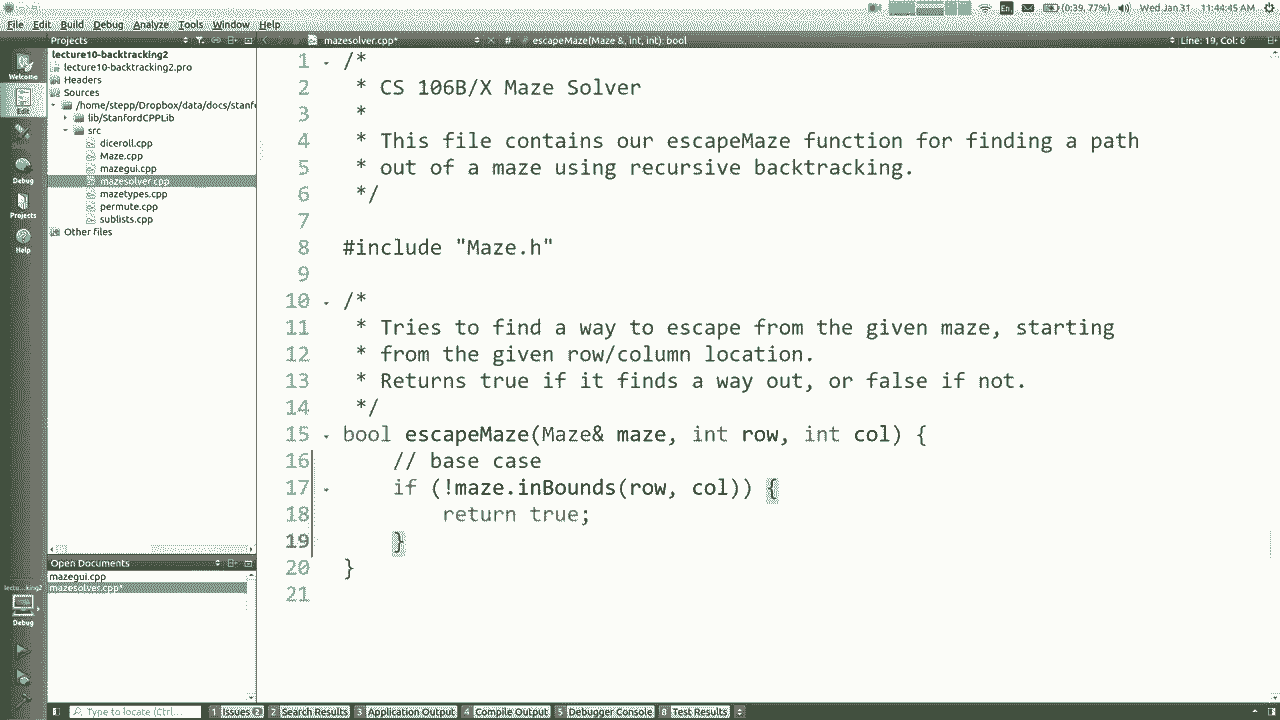 (0:39, 77%) Wed Jan 31 11:44:45 AM
File Edit Build Debug Analyze Tools Window Help
Projects
mazesolver.cpp*
# escapeMaze(Maze &, int, int): bool
Line: 19, Col: 6
Welcome
Debug
Projects
Help
lecture10-backtracking2
lecture10-backtracking2.pro
Headers
Sources
/home/stepp/Dropbox/data/docs/stanf
lib/StanfordCPPLib
src
diceroll.cpp
Maze.cpp
mazegui.cpp
mazesolver.cpp
mazetypes.cpp
permute.cpp
sublists.cpp
Other files
1 /*
2 * CS 106B/X Maze Solver
3 *
4 * This file contains our escapeMaze function for finding a path
5 * out of a maze using recursive backtracking.
6 */
7
8 #include "Maze.h"
9
10 /*
11 * Tries to find a way to escape from the given maze, starting
12 * from the given row/column location.
13 * Returns true if it finds a way out, or false if not.
14 */
15 bool escapeMaze(Maze& maze, int row, int col) {
16 // base case
17 if (!maze.inBounds(row, col)) {
18 return true;
19 }
20 }
21
Open Documents
mazegui.cpp
mazesolver.cpp*
Debug
Type to locate (Ctrl...
1 Issues 2
2 Search Results
3 Application Output
4 Compile Output
5 Debugger Console
8 Test Results